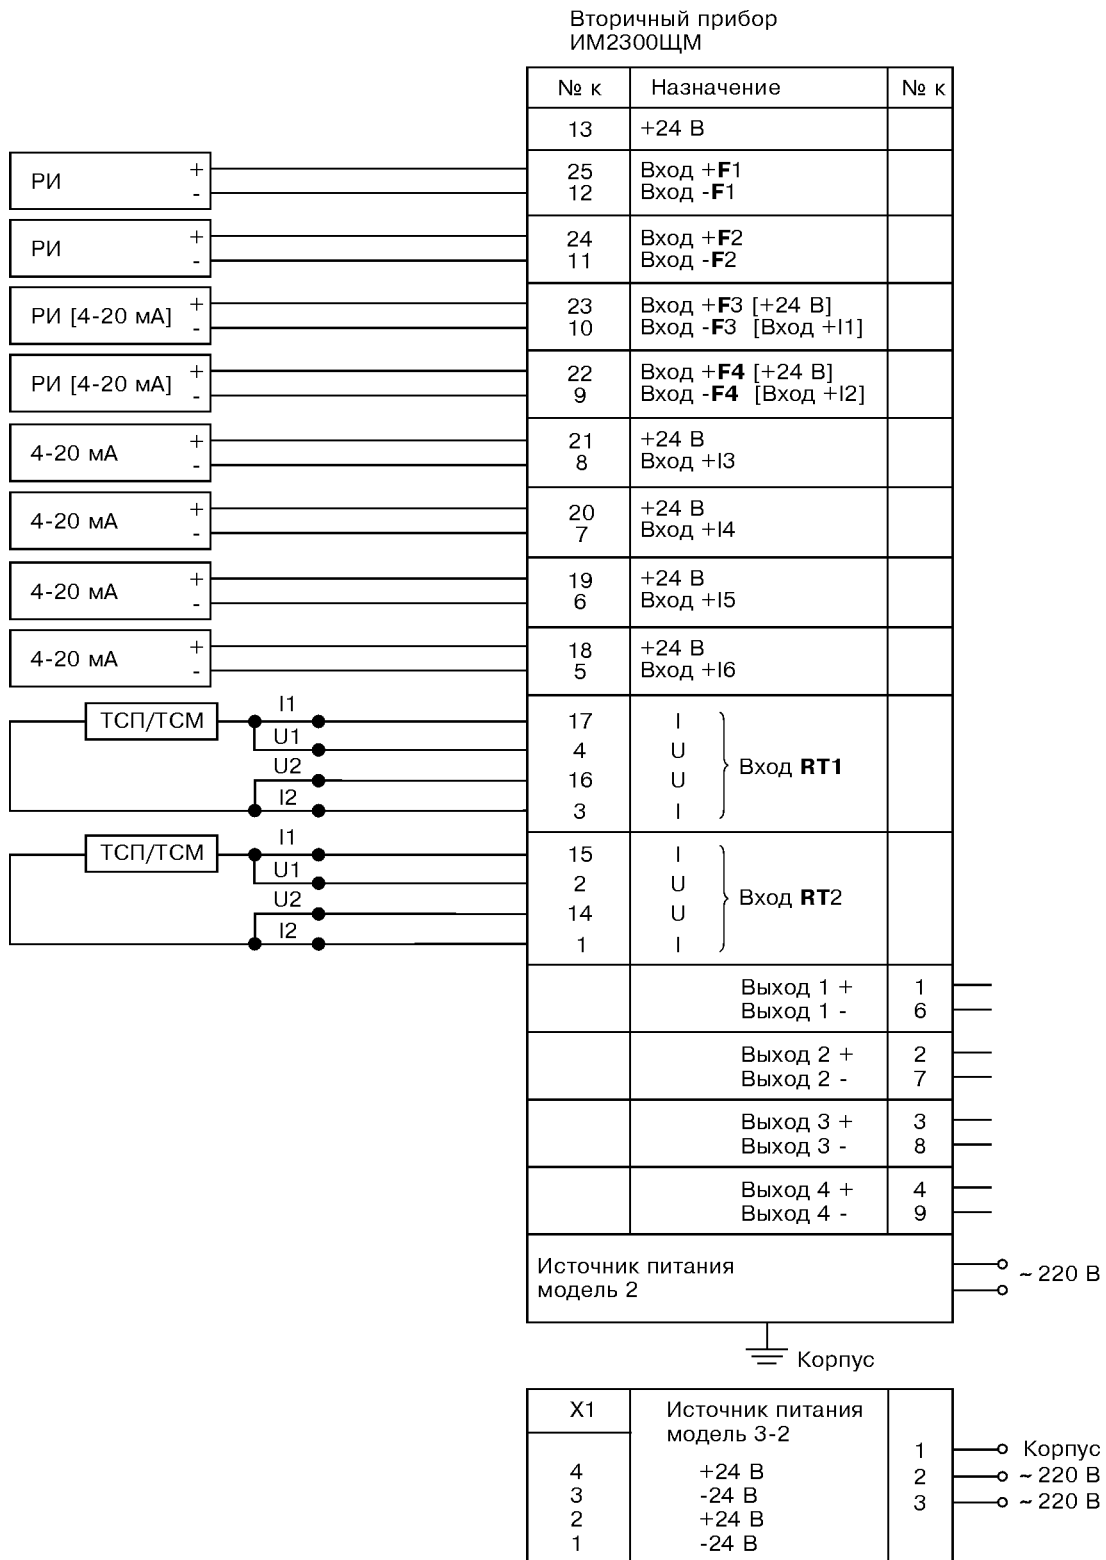 Вторичный прибор
ИМ2300ЩМ
№ к Назначение № к
13 +24 В
РИ + 25 Вход +F1
- 12 Вход -F1
РИ + 24 Вход +F2
- 11 Вход -F2
РИ [4-20 мА] + 23 Вход +F3 [+24 В]
- 10 Вход -F3 [Вход +I1]
РИ [4-20 мА] + 22 Вход +F4 [+24 В]
- 9 Вход -F4 [Вход +I2]
4-20 мА + 21 +24 В
- 8 Вход +I3
4-20 мА + 20 +24 В
- 7 Вход +I4
4-20 мА + 19 +24 В
- 6 Вход +I5
4-20 мА + 18 +24 В
- 5 Вход +I6
ТСП/ТСМ I1 17 I
U1 4 U
Вход RT1
U2 16 U
I2 3 I
ТСП/ТСМ I1 15 I
U1 2 U
Вход RT2
U2 14 U
I2 1 I
Выход 1 + 1
Выход 1 - 6
Выход 2 + 2
Выход 2 - 7
Выход 3 + 3
Выход 3 - 8
Выход 4 + 4
Выход 4 - 9
Источник питания
модель 2
~ 220 В
Корпус
X1 Источник питания
модель 3-2
1 Корпус
4 +24 В 2 ~ 220 В
3 -24 В 3 ~ 220 В
2 +24 В
1 -24 В